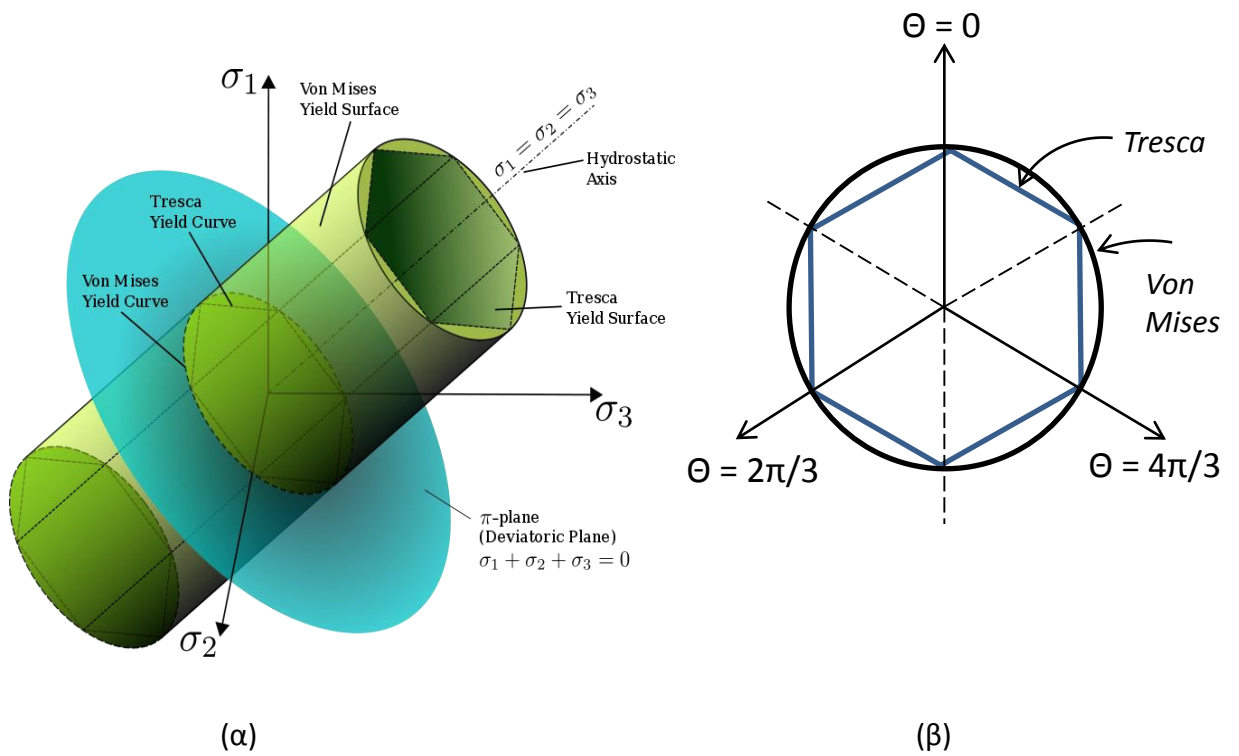 σ1
Von Mises
Yield Surface
σ1 = σ2 = σ3
Hydrostatic
Axis
Tresca
Yield Curve
Von Mises
Yield Curve
Tresca
Yield Surface
σ3
π-plane
(Deviatoric Plane)
σ1 + σ2 + σ3 = 0
σ2
(α)
Θ = 0
Tresca
Von
Mises
Θ = 2π/3
Θ = 4π/3
(β)